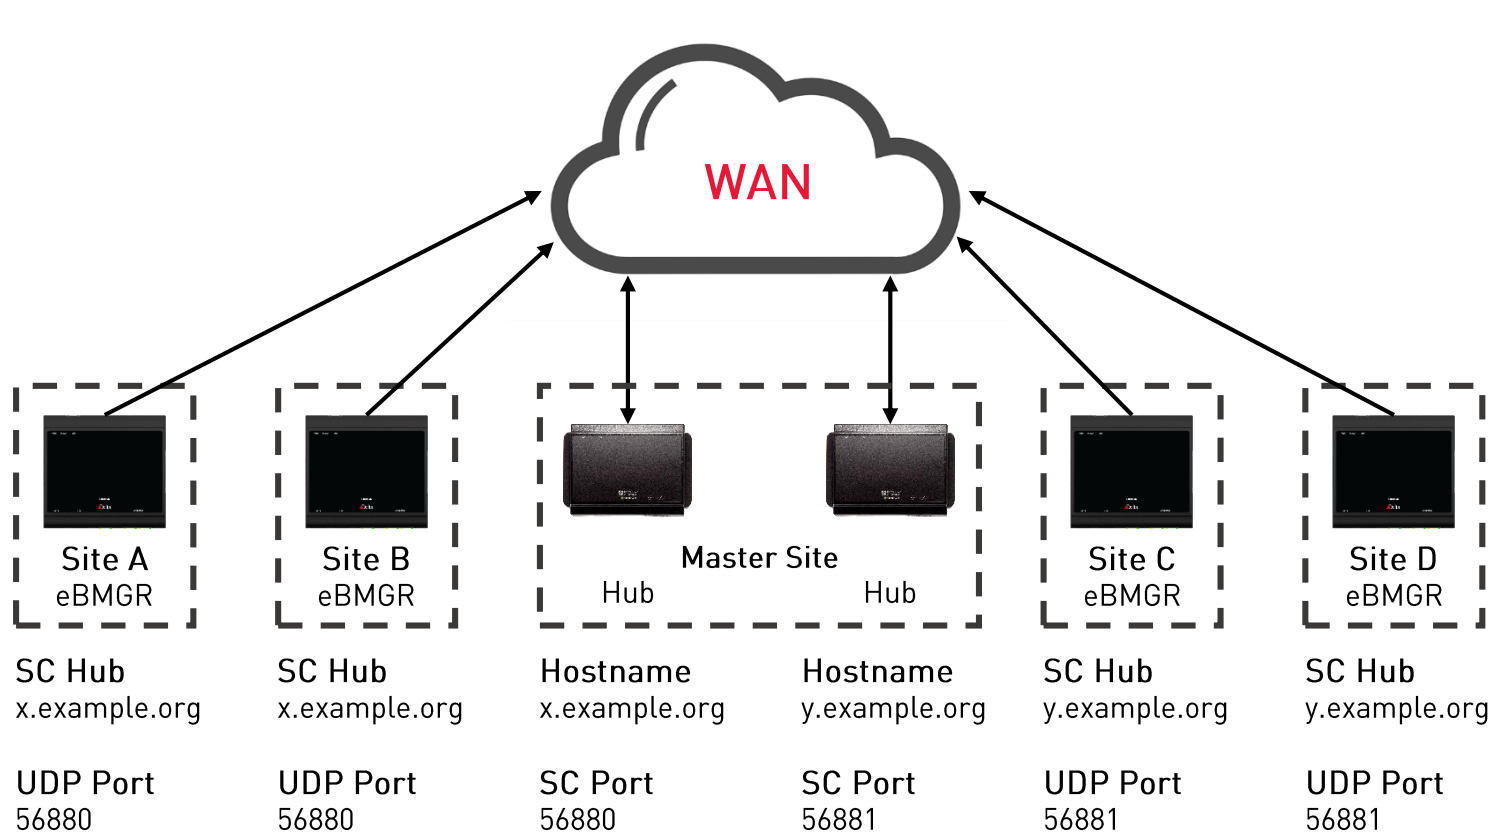 WAN
Site A
eBMGR
Site B
eBMGR
Master Site
Hub
Hub
Site C
eBMGR
Site D
eBMGR
SC Hub
x.example.org
UDP Port
56880
SC Hub
x.example.org
UDP Port
56880
Hostname
x.example.org
SC Port
56880
Hostname
y.example.org
SC Port
56881
SC Hub
y.example.org
UDP Port
56881
SC Hub
y.example.org
UDP Port
56881